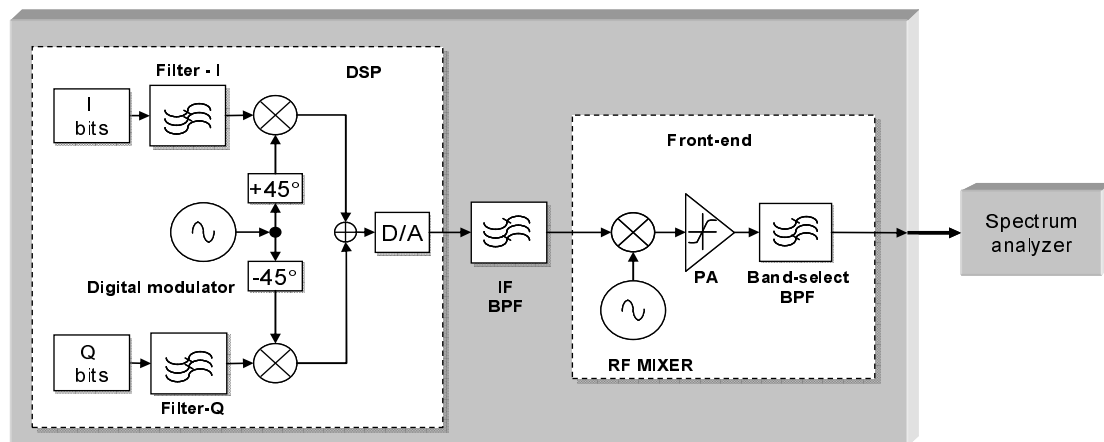 Filter - I
DSP
I
bits
Front-end
+45°
Spectrum
analyzer
D/A
-45°
Digital modulator
IF
BPF
PA
Band-select
BPF
Q
bits
RF MIXER
Filter-Q